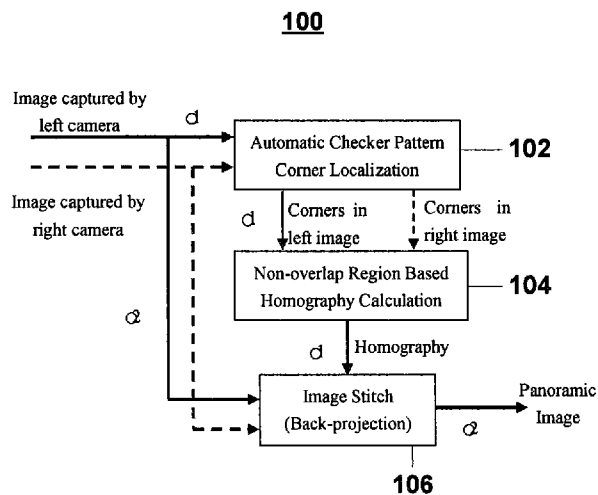 100
Image captured by
left camera
Automatic Checker Pattern
Corner Localization
102
Image captured by
right camera
Corners in
left image
Corners in
right image
Non-overlap Region Based
Homography Calculation
104
Homography
Image Stitch
(Back-projection)
Panoramic
Image
106